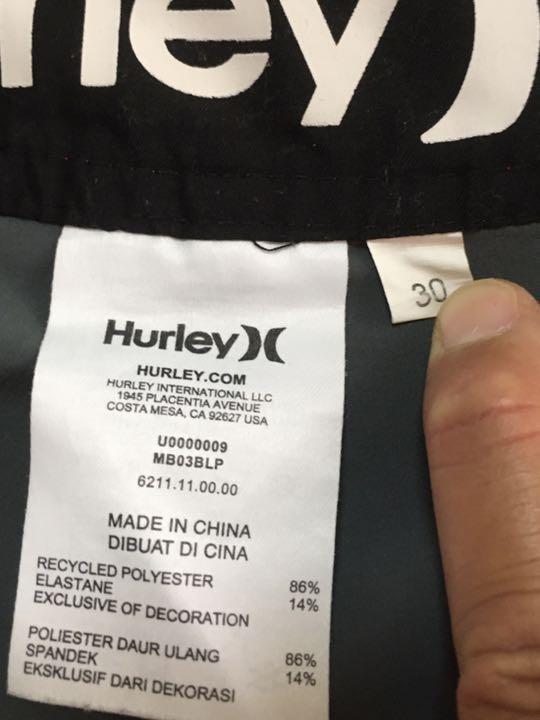 rley)
30
Hurley)(
HURLEY.COM
HURLEY INTERNATIONAL LLC
1945 PLACENTIA AVENUE
COSTA MESA, CA 92627 USA
U0000009
MB03BLP
6211.11.00.00
MADE IN CHINA
DIBUAT DI CINA
RECYCLED POLYESTER 86%
ELASTANE 14%
EXCLUSIVE OF DECORATION
POLIESTER DAUR ULANG 86%
SPANDEK 14%
EKSKLUSIF DARI DEKORASI